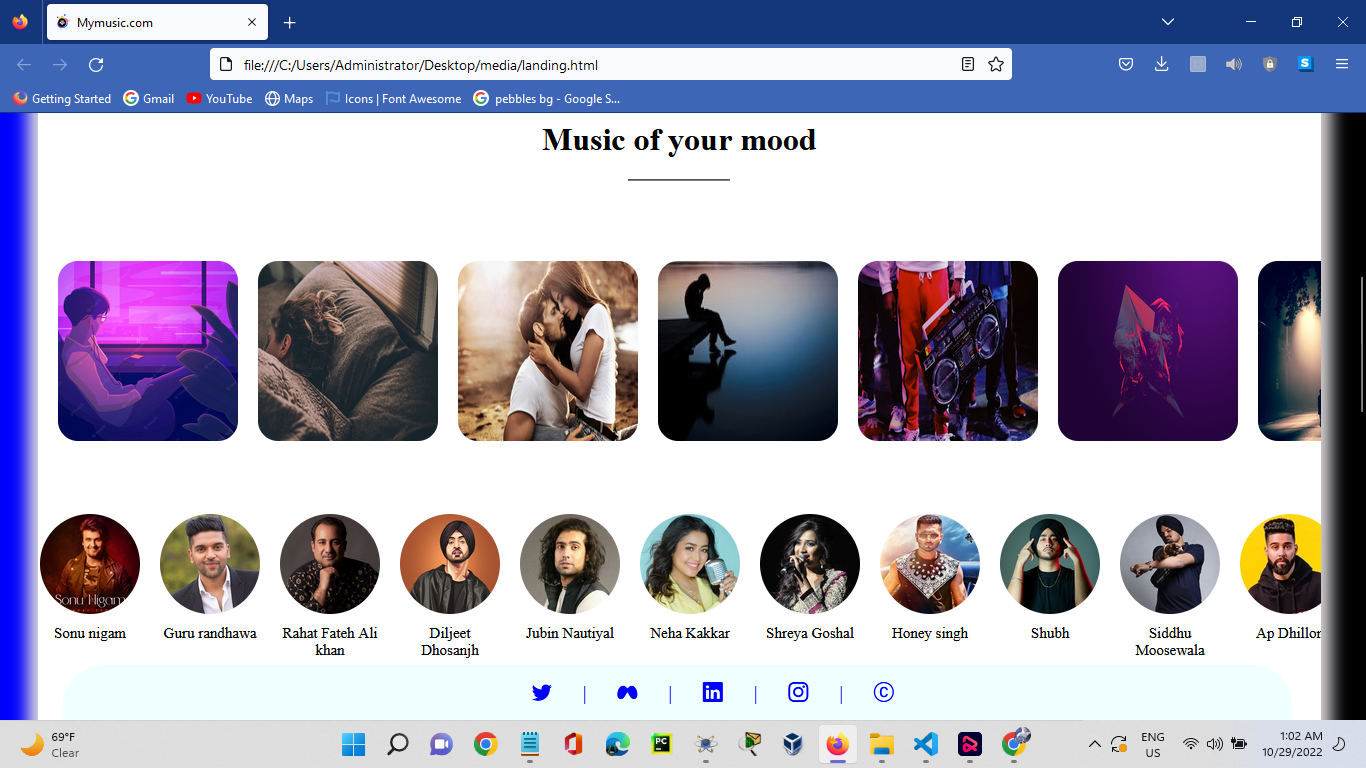 Mymusic.com
file:///C:/Users/Administrator/Desktop/media/landing.html
Getting Started
Gmail
YouTube
Maps
Icons | Font Awesome
pebbles bg - Google S...
Music of your mood
Sonu Nigam
Sonu nigam
Guru randhawa
Rahat Fateh Ali
khan
Diljeet
Dhosanjh
Jubin Nautiyal
Neha Kakkar
Shreya Goshal
Honey singh
Shubh
Siddhu
Moosewala
Ap Dhillon
69°F
Clear
ENG
US
1:02 AM
10/29/2022